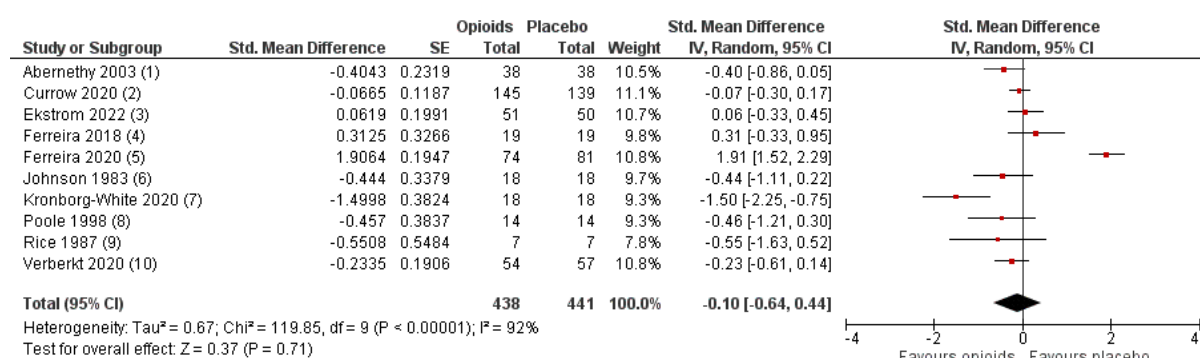 Opioids Placebo Std. Mean Difference Std. Mean Difference
Study or Subgroup Std. Mean Difference SE Total Total Weight IV, Random, 95% CI IV, Random, 95% CI
Abernethy 2003 (1) -0.4043 0.2319 38 38 10.5% -0.40 [-0.86, 0.05]
Currow 2020 (2) -0.0665 0.1187 145 139 11.1% -0.07 [-0.30, 0.17]
Ekstrom 2022 (3) 0.0619 0.1991 51 50 10.7% 0.06 [-0.33, 0.45]
Ferreira 2018 (4) 0.3125 0.3266 19 19 9.8% 0.31 [-0.33, 0.95]
Ferreira 2020 (5) 1.9064 0.1947 74 81 10.8% 1.91 [1.52, 2.29]
Johnson 1983 (6) -0.444 0.3379 18 18 9.7% -0.44 [-1.11, 0.22]
Kronborg-White 2020 (7) -1.4998 0.3824 18 18 9.3% -1.50 [-2.25, -0.75]
Poole 1998 (8) -0.457 0.3837 14 14 9.3% -0.46 [-1.21, 0.30]
Rice 1987 (9) -0.5508 0.5484 7 7 7.8% -0.55 [-1.63, 0.52]
Verberkt 2020 (10) -0.2335 0.1906 54 57 10.8% -0.23 [-0.61, 0.14]
Total (95% CI) 438 441 100.0% -0.10 [-0.64, 0.44]
Heterogeneity: Tau² = 0.67; Chi² = 119.85, df = 9 (P < 0.00001); I² = 92%
Test for overall effect: Z = 0.37 (P = 0.71)
-4 -2 0 2 4
Favours opioids Favours placebo